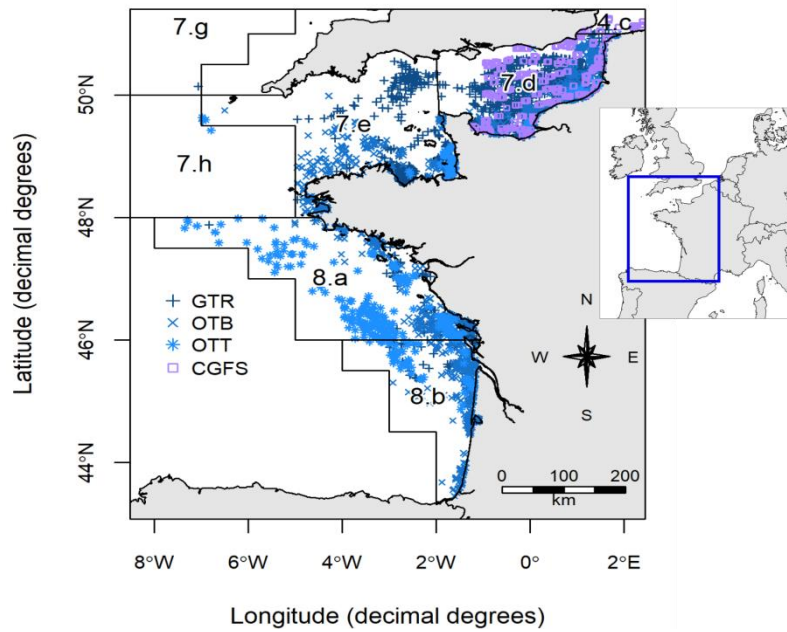 7.g
4.c
50°N
7.d
7.e
7.h
48°N
8.a
N
GTR
OTB
OTT
CGFS
46°N
W E
S
8.b
44°N
0 100 200
km
8°W 6°W 4°W 2°W 0° 2°E
Latitude (decimal degrees)
Longitude (decimal degrees)